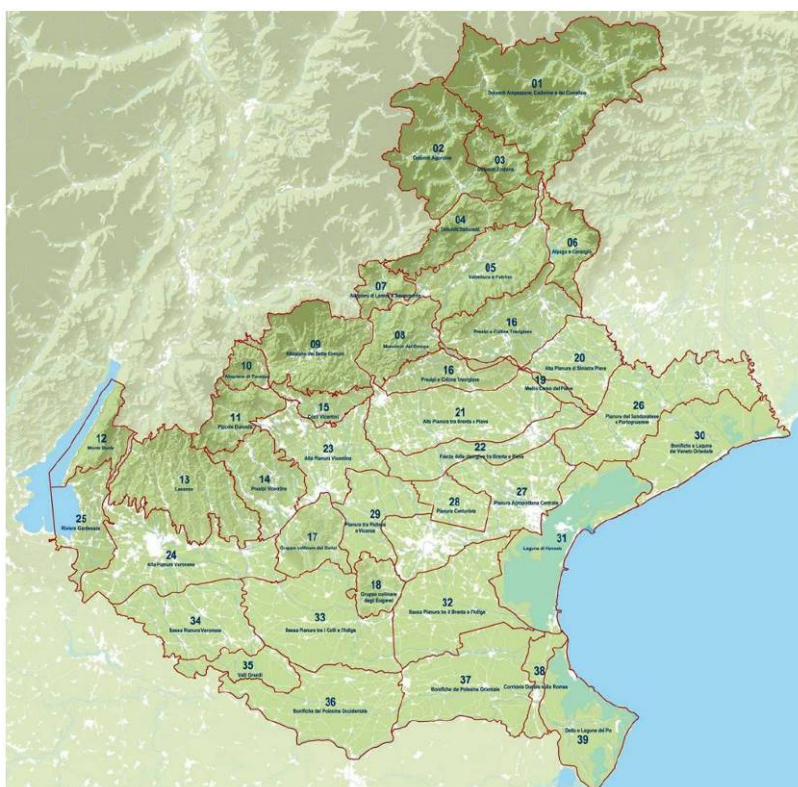 01
Dolomiti Ampezzane, Cadorine e del Comelico
02
Dolomiti Agordine
03
Dolomiti Zoldane
04
Dolomiti Bellunesi
05
Valbelluna e Feltrino
06
Alpago e Cansiglio
07
Altopiani di Lamon e Sovramonte
08
Massiccio del Grappa
09
Altopiano dei Sette Comuni
10
Altopiano di Tonezza
11
Piccole Dolomiti
12
Monte Baldo
13
Lessinia
14
Prealpi Vicentine
15
Costi Vicentini
16
Prealpi e Colline Trevigiane
16
Prealpi e Colline Trevigiane
17
Gruppo collinare dei Berici
18
Gruppo collinare
degli Euganei
19
Medio Corso del Piave
20
Alta Pianura di Sinistra Piave
21
Alta Pianura tra Brenta e Piave
22
Fascia delle risorgive tra Brenta e Piave
23
Alta Pianura Vicentina
24
Alta Pianura Veronese
25
Riviera Gardesana
26
Pianure del Sandonatese
e Portogruarese
27
Pianura Agropolitana Centrale
28
Pianura Centuriata
29
Pianura tra Padova
e Vicenza
30
Bonifiche e Lagune
del Veneto Orientale
31
Laguna di Venezia
32
Bassa Pianura tra il Brenta e l'Adige
33
Bassa Pianura tra i Colli e l'Adige
34
Bassa Pianura Veronese
35
Valli Grandi
36
Bonifiche del Polesine Occidentale
37
Bonifiche del Polesine Orientale
38
Corridoio Dunale sulla Romea
Delta e Lagune del Po
39